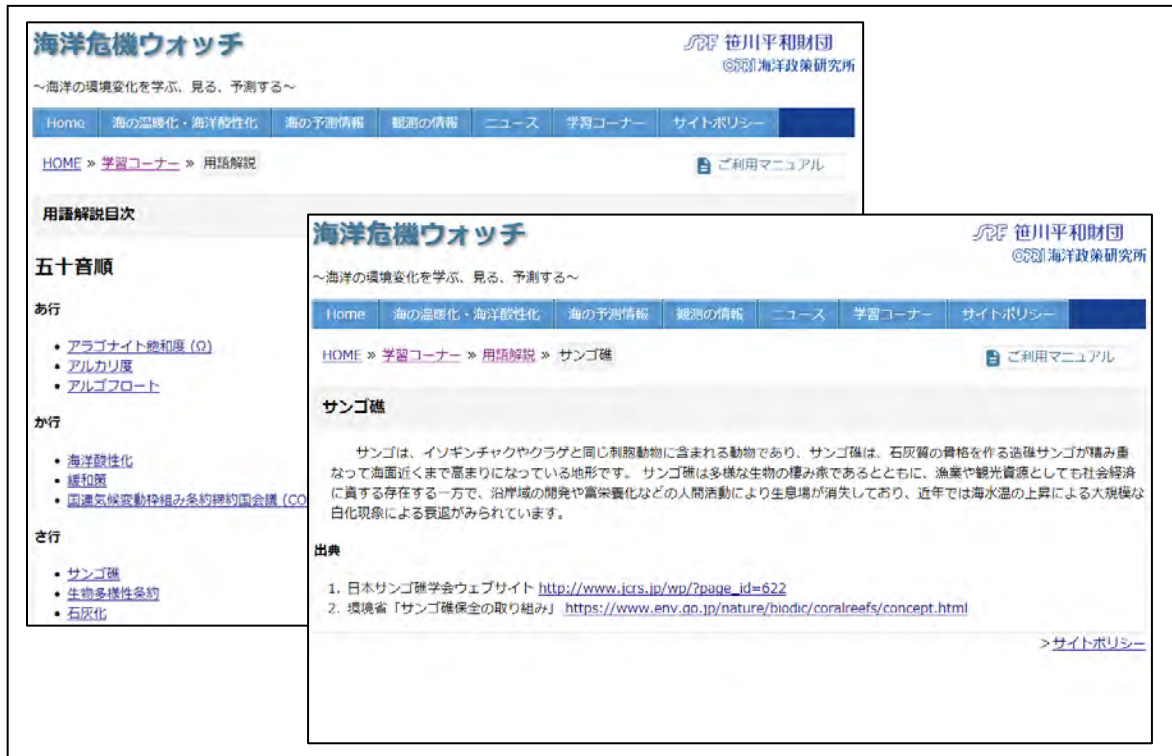 海洋危機ウォッチ
笹川平和財団
海洋政策研究所
～海洋の環境変化を学ぶ、見る、予測する～
Home 海の温暖化・海洋酸性化 海の予測情報 観測の情報 ニュース 学習コーナー サイトポリシー
HOME » 学習コーナー » 用語解説
ご利用マニュアル
用語解説目次
五十音順
あ行
• アラゴナイト飽和度 (Ω)
• アルカリ度
• アルゴフロート
か行
• 海洋酸性化
• 緩和策
• 国連気候変動枠組み条約締約国会議 (CO
さ行
• サンゴ礁
• 生物多様性条約
• 石灰化
海洋危機ウォッチ
笹川平和財団
海洋政策研究所
～海洋の環境変化を学ぶ、見る、予測する～
Home 海の温暖化・海洋酸性化 海の予測情報 観測の情報 ニュース 学習コーナー サイトポリシー
HOME » 学習コーナー » 用語解説 » サンゴ礁
ご利用マニュアル
サンゴ礁
サンゴは、イソギンチャクやクラゲと同じ刺胞動物に含まれる動物であり、サンゴ礁は、石灰質の骨格を作る造礁サンゴが積み重
なって海面近くまで高まりになっている地形です。 サンゴ礁は多様な生物の棲み家であるとともに、漁業や観光資源としても社会経済
に資する存在する一方で、沿岸域の開発や富栄養化などの人間活動により生息場が消失しており、近年では海水温の上昇による大規模な
白化現象による衰退がみられています。
出典
1. 日本サンゴ礁学会ウェブサイト http://www.jcrs.jp/wp/?page_id=622
2. 環境省「サンゴ礁保全の取り組み」 https://www.env.go.jp/nature/biodic/coralreefs/concept.html
>サイトポリシー